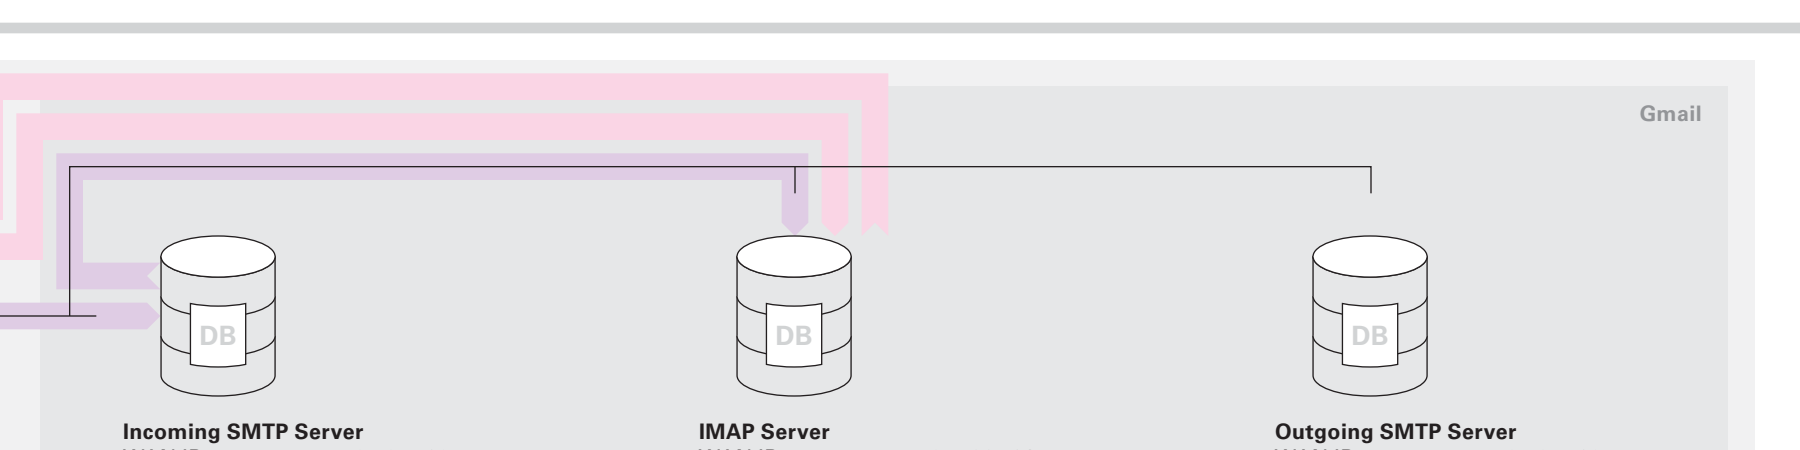 Gmail
DB
DB
DB
Incoming SMTP Server
IMAP Server
Outgoing SMTP Server